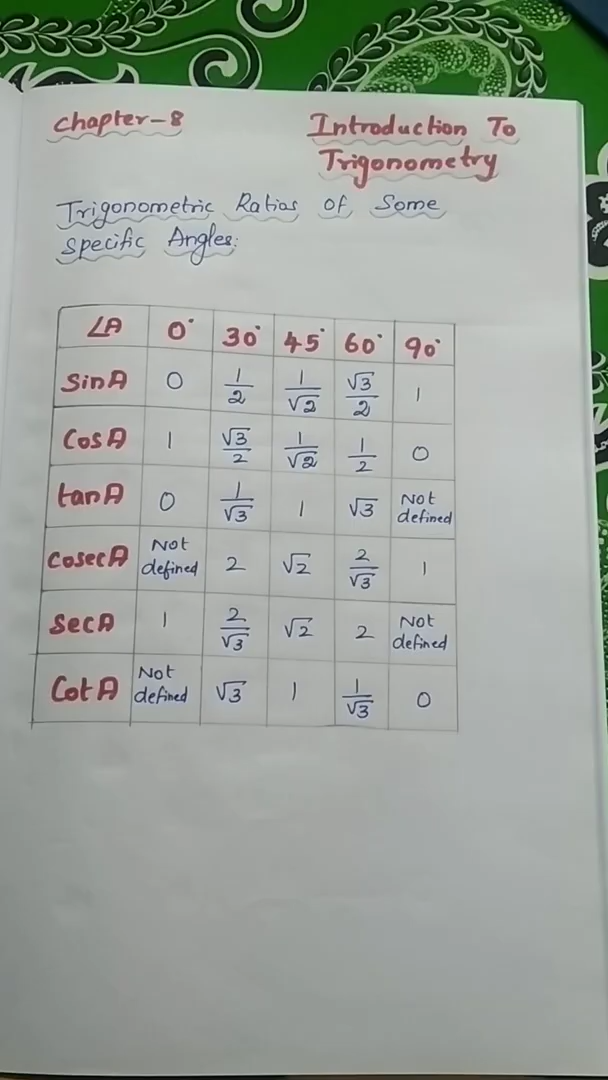 Chapter-8 Introduction To
Trigonometry
Trigonometric Ratios Of Some
Specific Angles:
∠A 0° 30° 45° 60° 90°
SinA 0 1/2 1/√2 √3/2 1
CosA 1 √3/2 1/√2 1/2 0
tanA 0 1/√3 1 √3 Not defined
CosecA Not defined 2 √2 2/√3 1
SecA 1 2/√3 √2 2 Not defined
CotA Not defined √3 1 1/√3 0